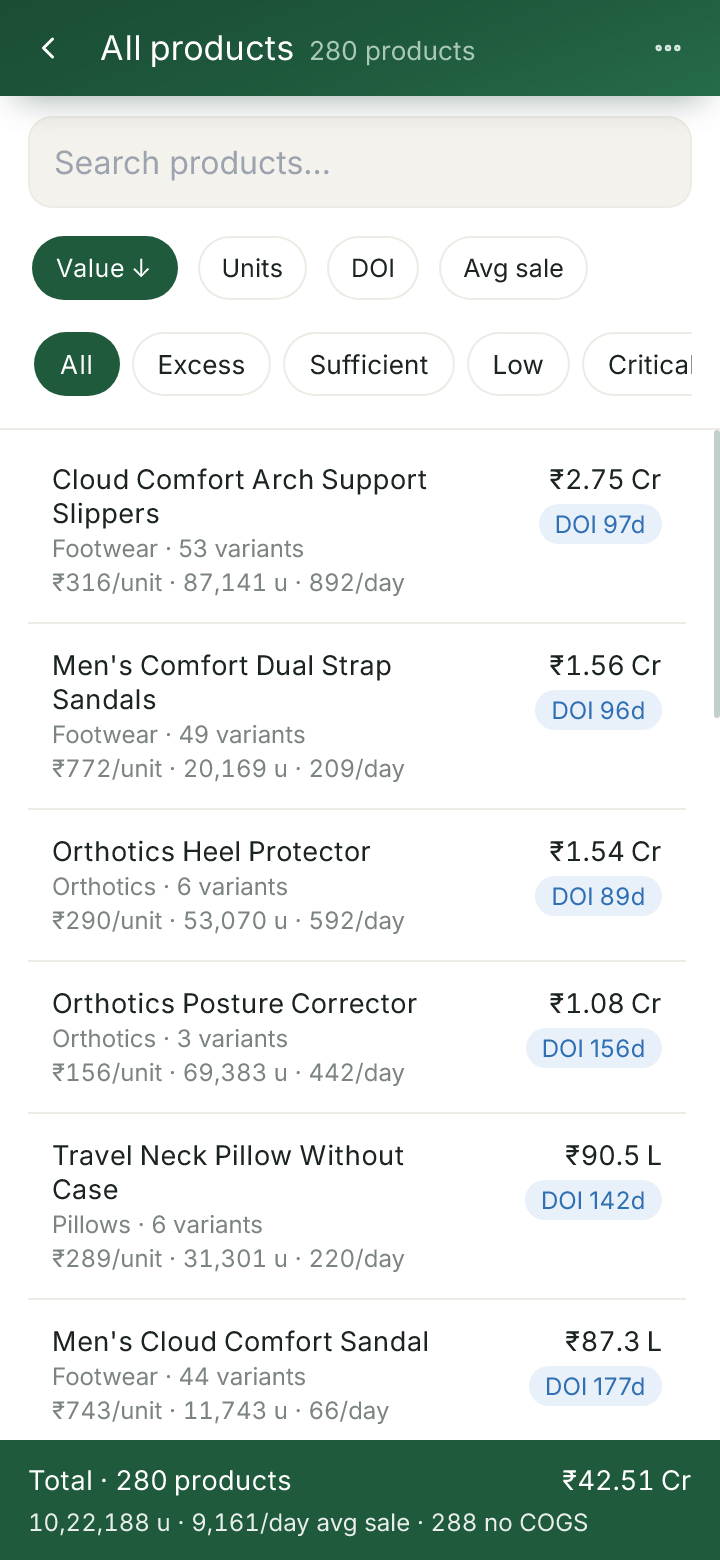 All products 280 products
Search products...
Value ↓ Units DOI Avg sale
All Excess Sufficient Low Critical
Cloud Comfort Arch Support Slippers
₹2.75 Cr
DOI 97d
Footwear · 53 variants
₹316/unit · 87,141 u · 892/day
Men's Comfort Dual Strap Sandals
₹1.56 Cr
DOI 96d
Footwear · 49 variants
₹772/unit · 20,169 u · 209/day
Orthotics Heel Protector
₹1.54 Cr
DOI 89d
Orthotics · 6 variants
₹290/unit · 53,070 u · 592/day
Orthotics Posture Corrector
₹1.08 Cr
DOI 156d
Orthotics · 3 variants
₹156/unit · 69,383 u · 442/day
Travel Neck Pillow Without Case
₹90.5 L
DOI 142d
Pillows · 6 variants
₹289/unit · 31,301 u · 220/day
Men's Cloud Comfort Sandal
₹87.3 L
DOI 177d
Footwear · 44 variants
₹743/unit · 11,743 u · 66/day
Total · 280 products ₹42.51 Cr
10,22,188 u · 9,161/day avg sale · 288 no COGS